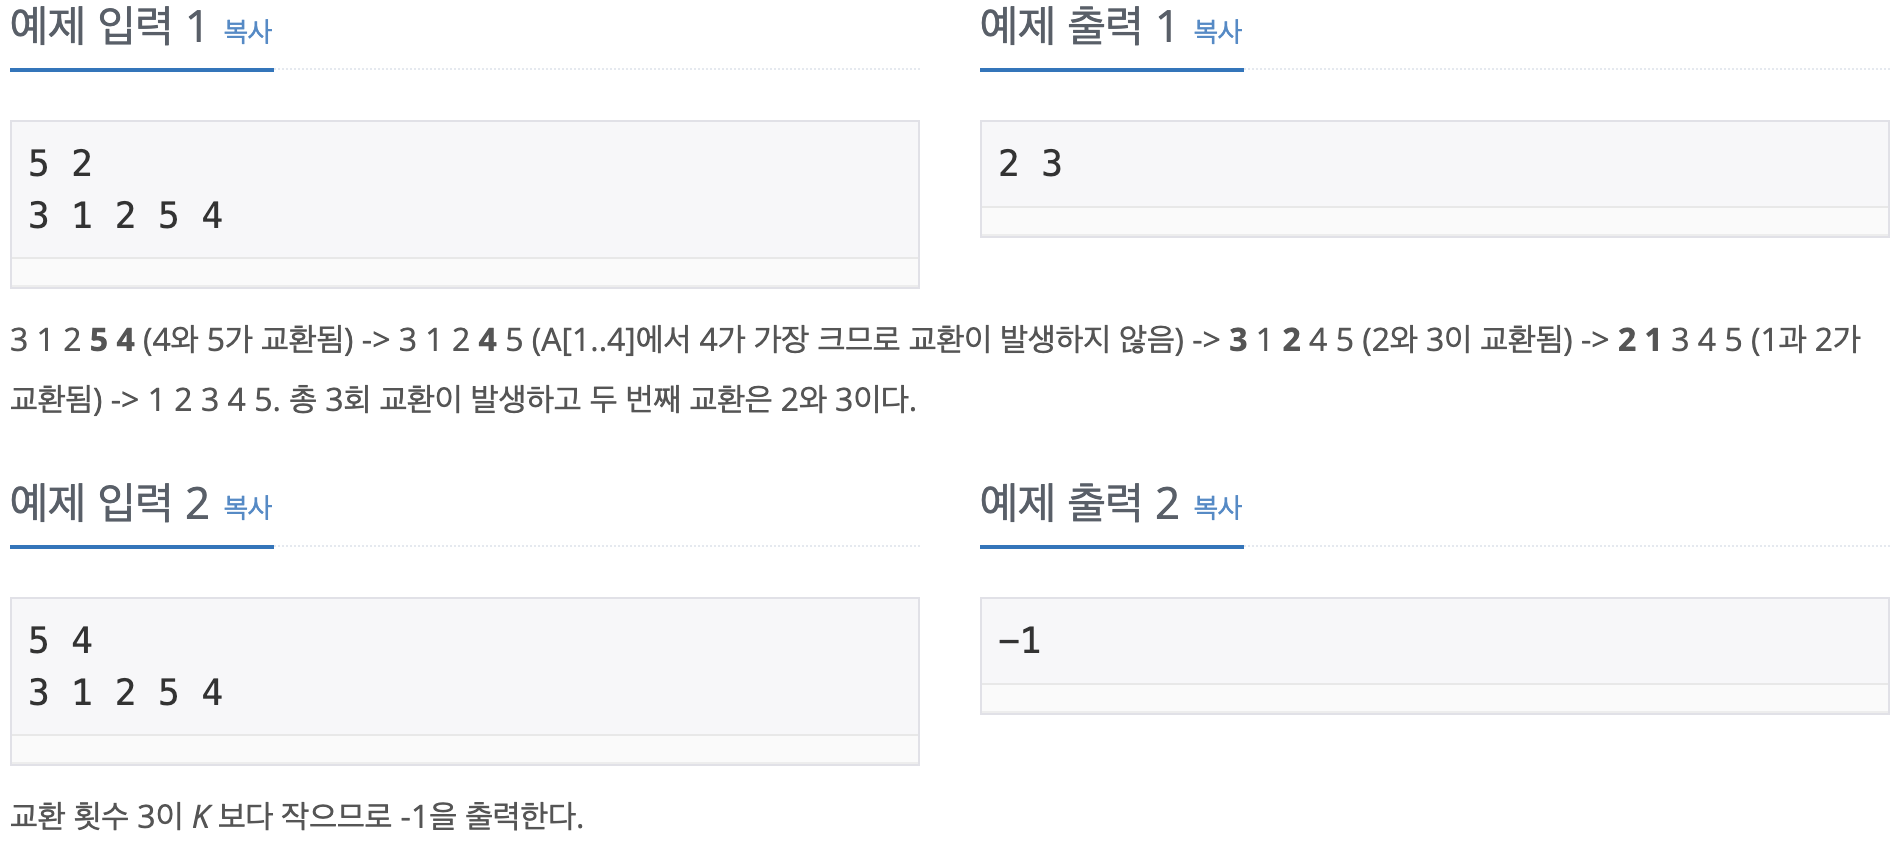 예제 입력 1 복사
예제 출력 1 복사
5 2
3 1 2 5 4
2 3
3 1 2 5 4 (4와 5가 교환됨) -> 3 1 2 4 5 (A[1..4]에서 4가 가장 크므로 교환이 발생하지 않음) -> 3 1 2 4 5 (2와 3이 교환됨) -> 2 1 3 4 5 (1과 2가
교환됨) -> 1 2 3 4 5. 총 3회 교환이 발생하고 두 번째 교환은 2와 3이다.
예제 입력 2 복사
예제 출력 2 복사
5 4
3 1 2 5 4
-1
교환 횟수 3이 K 보다 작으므로 -1을 출력한다.